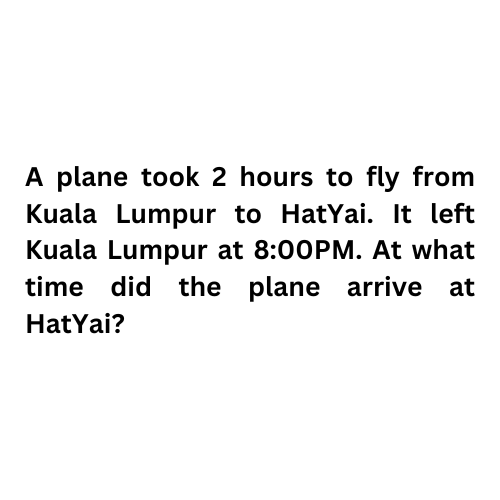 A plane took 2 hours to fly from
Kuala Lumpur to HatYai. It left
Kuala Lumpur at 8:00PM. At what
time did the plane arrive at
HatYai?